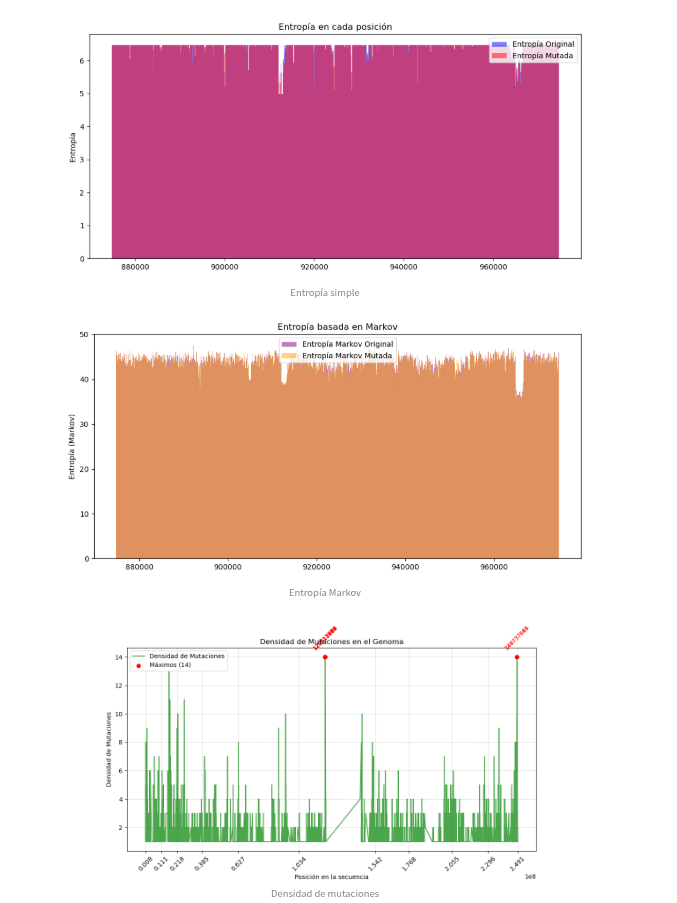 Entropía en cada posición
Entropía Original
Entropía Mutada
Entropía
6
5
4
3
2
1
0
880000 900000 920000 940000 960000
Entropía simple
Entropía basada en Markov
Entropía Markov Original
Entropía Markov Mutada
Entropía (Markov)
50
40
30
20
10
0
880000 900000 920000 940000 960000
Entropía Markov
Densidad de Mutaciones en el Genoma
Densidad de Mutaciones
Máximos (14)
Densidad de Mutaciones
14
12
10
8
6
4
2
0.008 0.111 0.218 0.385 0.627 1.034 1.542 1.768 2.055 2.296 2.491
1e8
Posición en la secuencia
Densidad de mutaciones